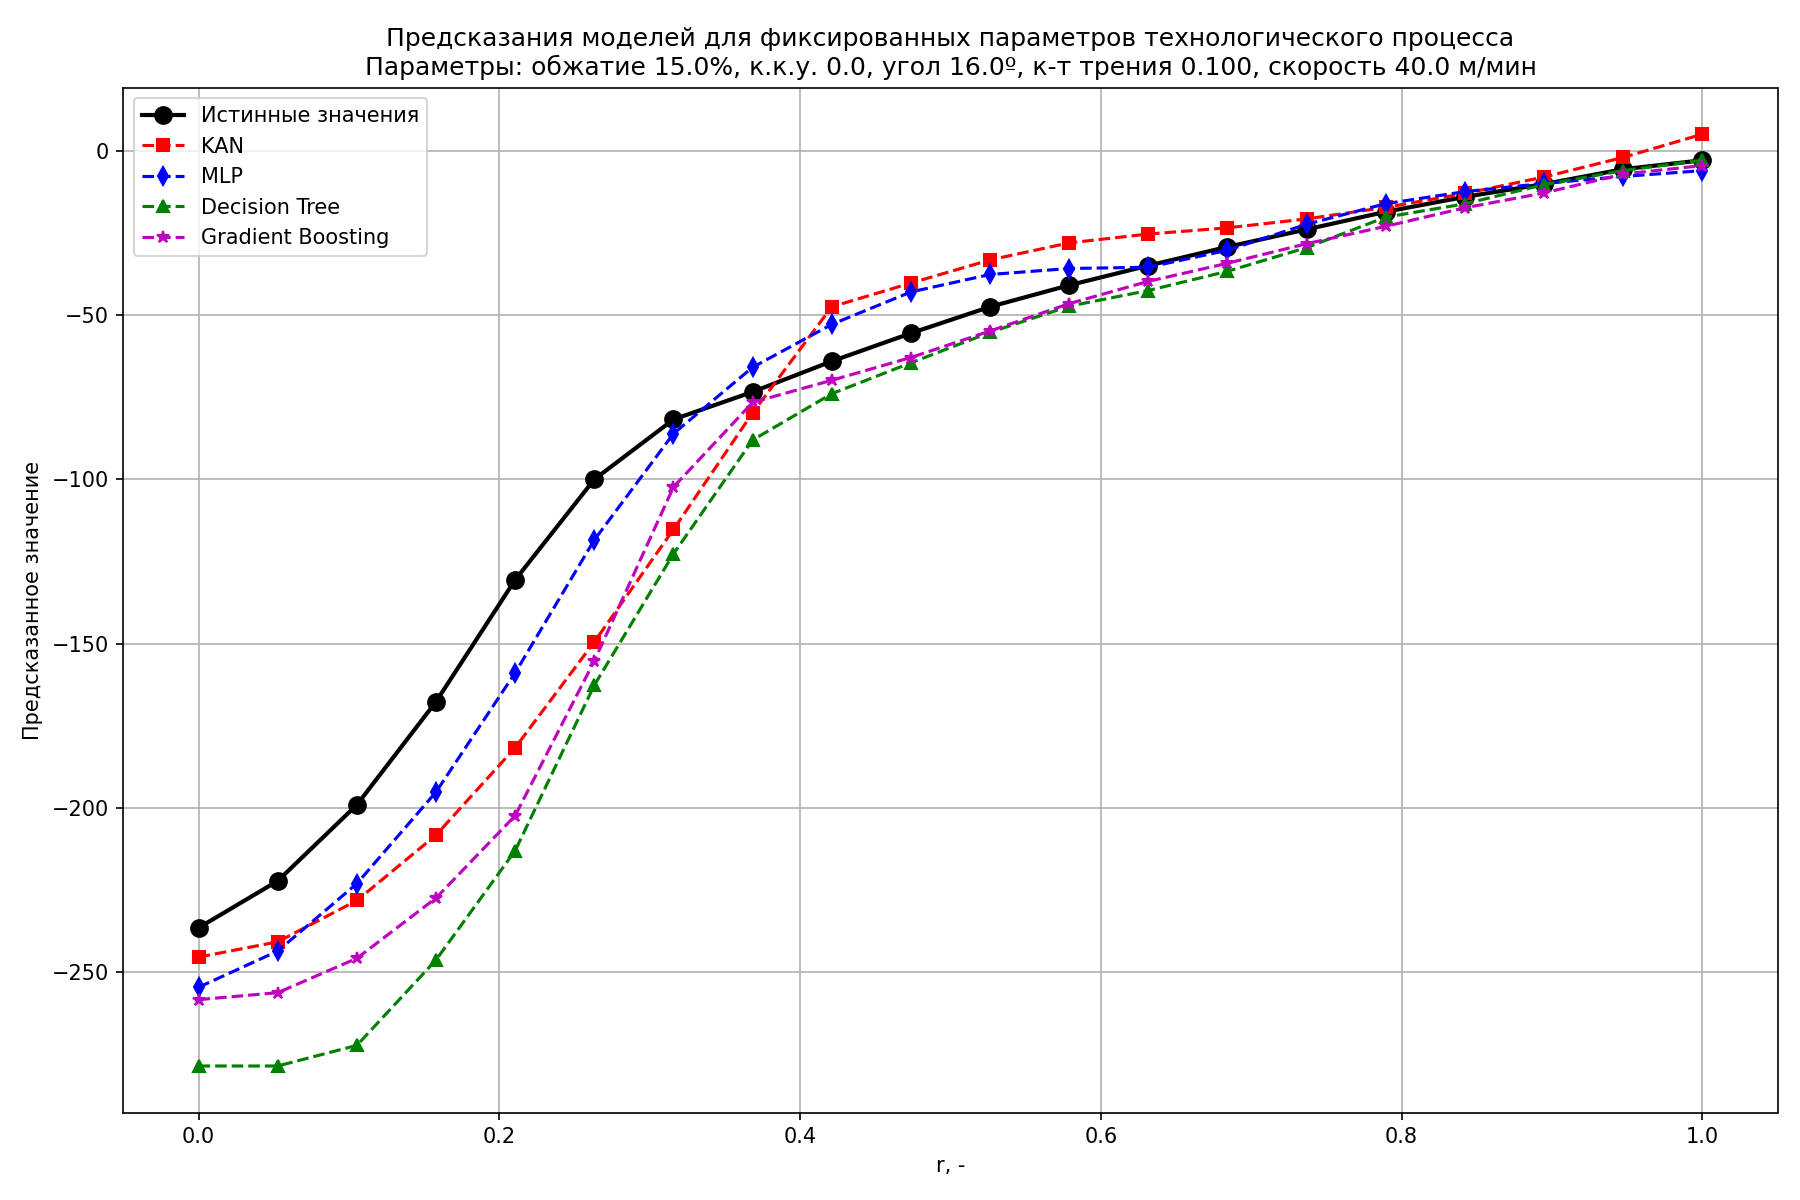 Предсказания моделей для фиксированных параметров технологического процесса
Параметры: обжатие 15.0%, к.к.у. 0.0, угол 16.0º, к-т трения 0.100, скорость 40.0 м/мин
Истинные значения
KAN
MLP
Decision Tree
Gradient Boosting
Предсказанное значение
0
−50
−100
−150
−200
−250
0.0
0.2
0.4
0.6
0.8
1.0
r, -